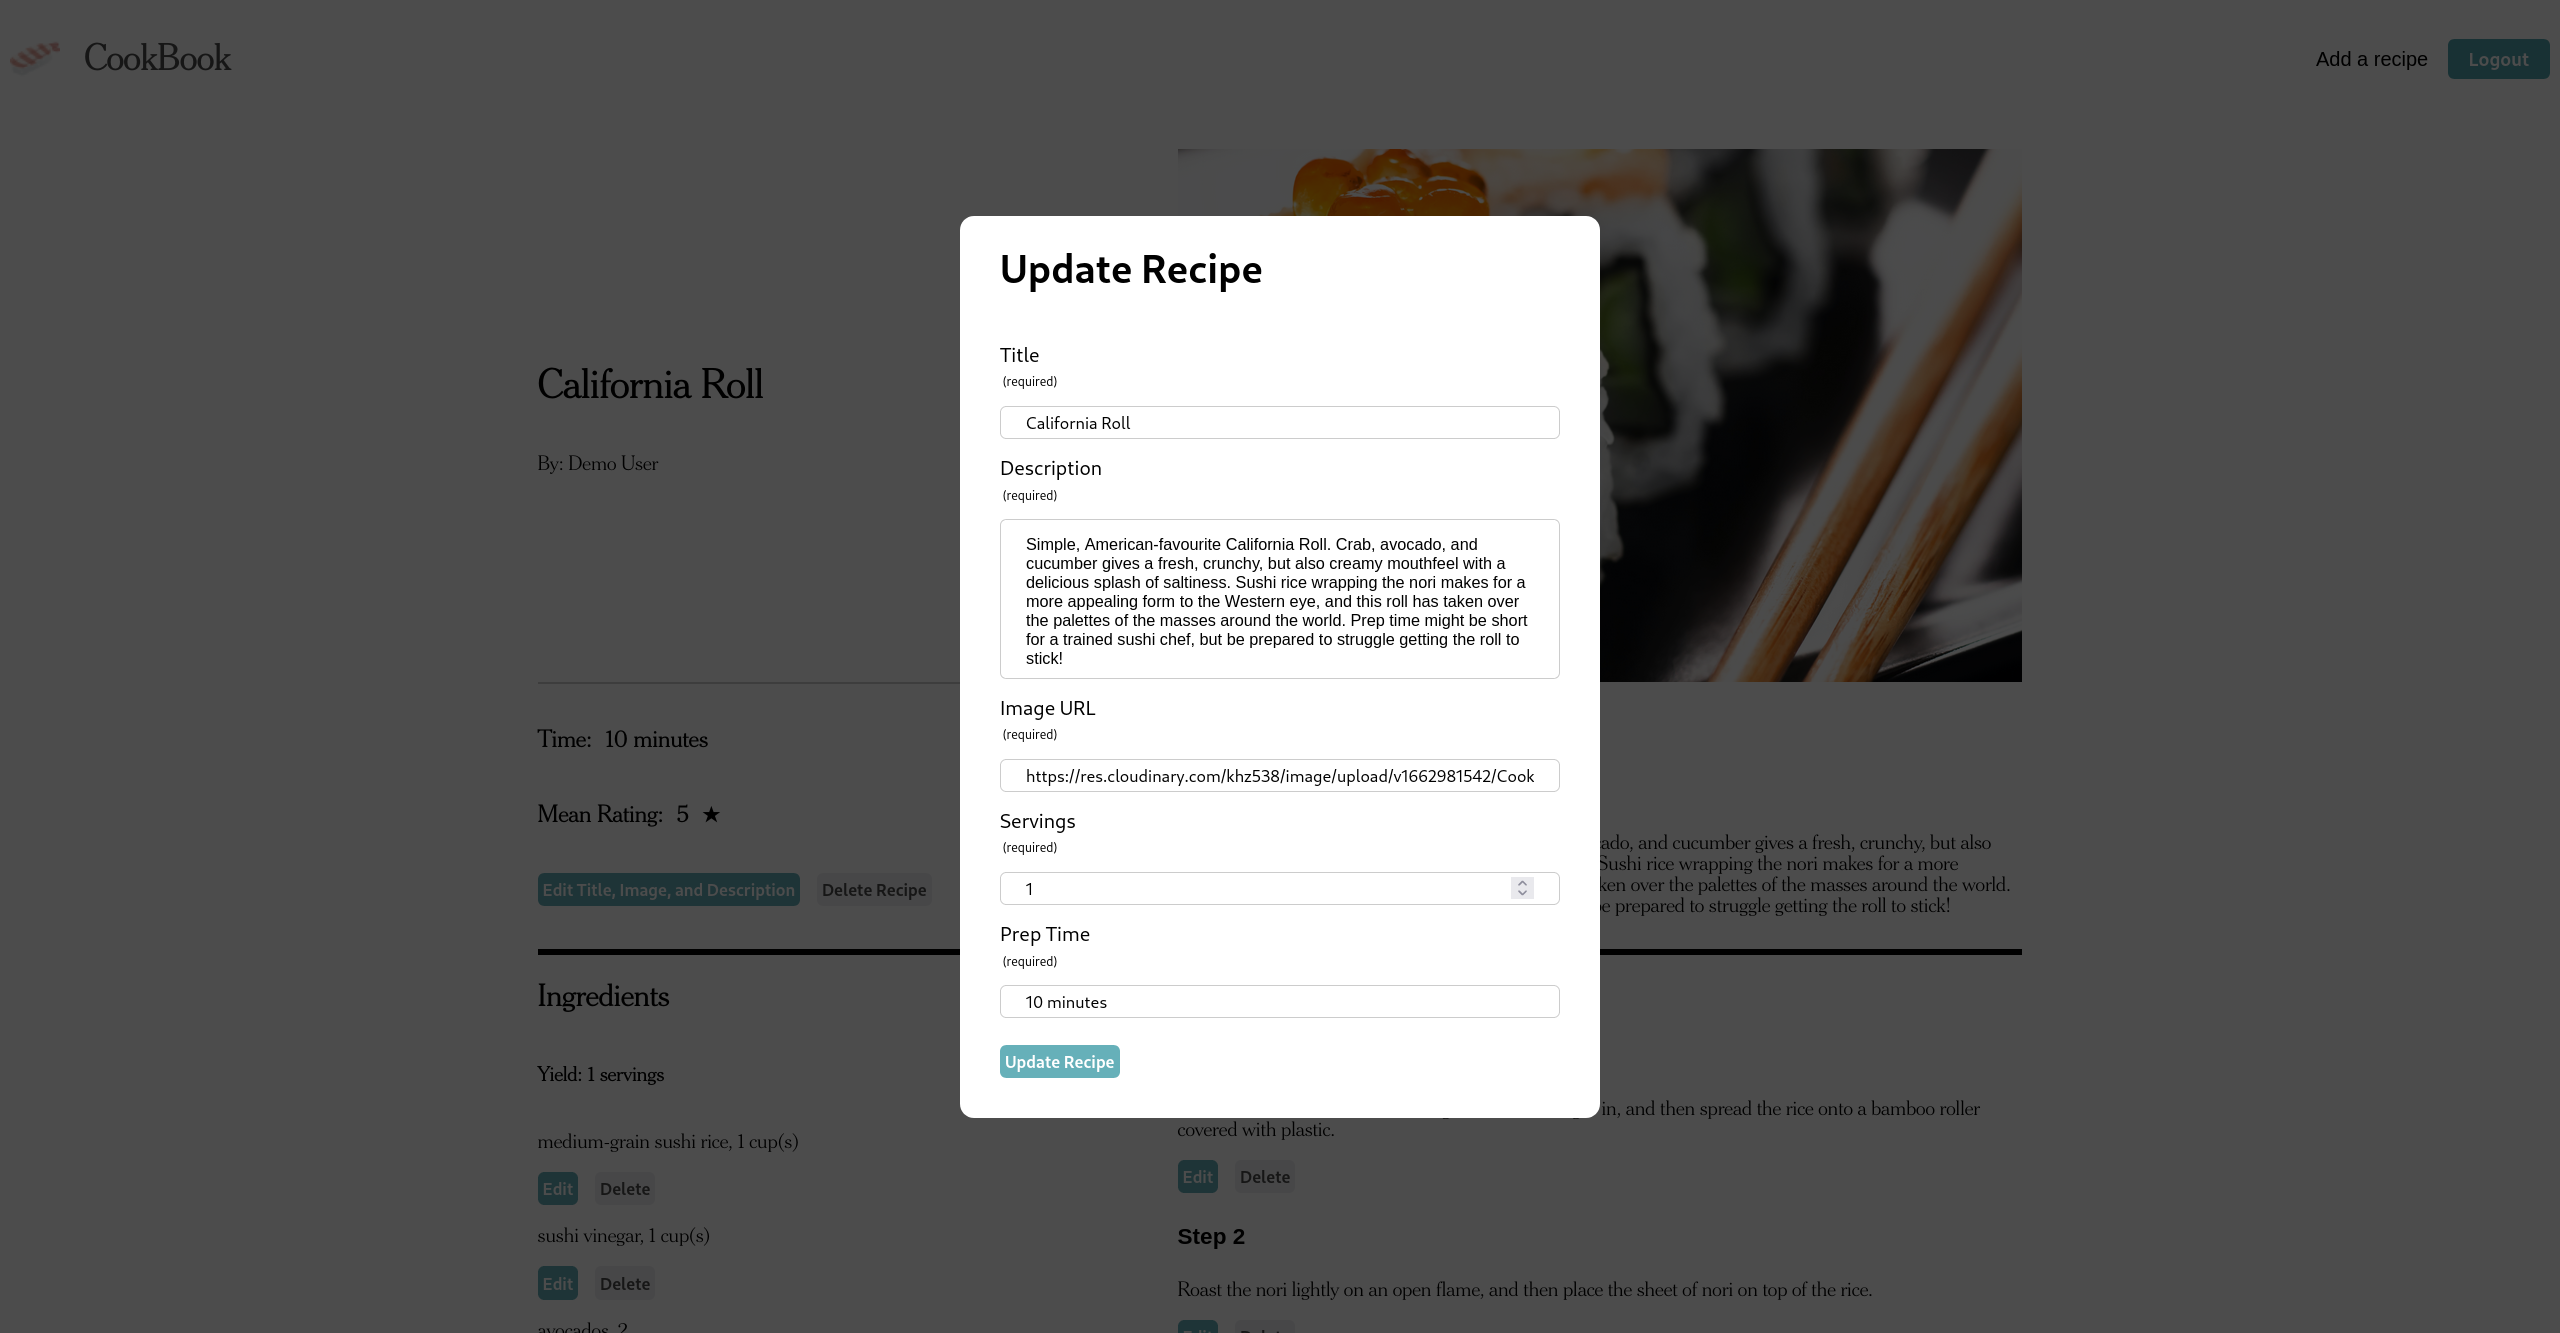 CookBook
Add a recipe
Logout
California Roll
By: Demo User
Time: 10 minutes
Mean Rating: 5 ★
Edit Title, Image, and Description
Delete Recipe
Ingredients
Yield: 1 servings
medium-grain sushi rice, 1 cup(s)
Edit
Delete
sushi vinegar, 1 cup(s)
Edit
Delete
avocados, 2
Update Recipe
Title
(required)
California Roll
Description
(required)
Simple, American-favourite California Roll. Crab, avocado, and
cucumber gives a fresh, crunchy, but also creamy mouthfeel with a
delicious splash of saltiness. Sushi rice wrapping the nori makes for a
more appealing form to the Western eye, and this roll has taken over
the palettes of the masses around the world. Prep time might be short
for a trained sushi chef, but be prepared to struggle getting the roll to
stick!
Image URL
(required)
https://res.cloudinary.com/khz538/image/upload/v1662981542/Cook
Servings
(required)
1
Prep Time
(required)
10 minutes
Update Recipe
and cucumber gives a fresh, crunchy, but also
Sushi rice wrapping the nori makes for a more
over the palettes of the masses around the world.
prepared to struggle getting the roll to stick!
in, and then spread the rice onto a bamboo roller
covered with plastic.
Edit
Delete
Step 2
Roast the nori lightly on an open flame, and then place the sheet of nori on top of the rice.
Edit
Delete